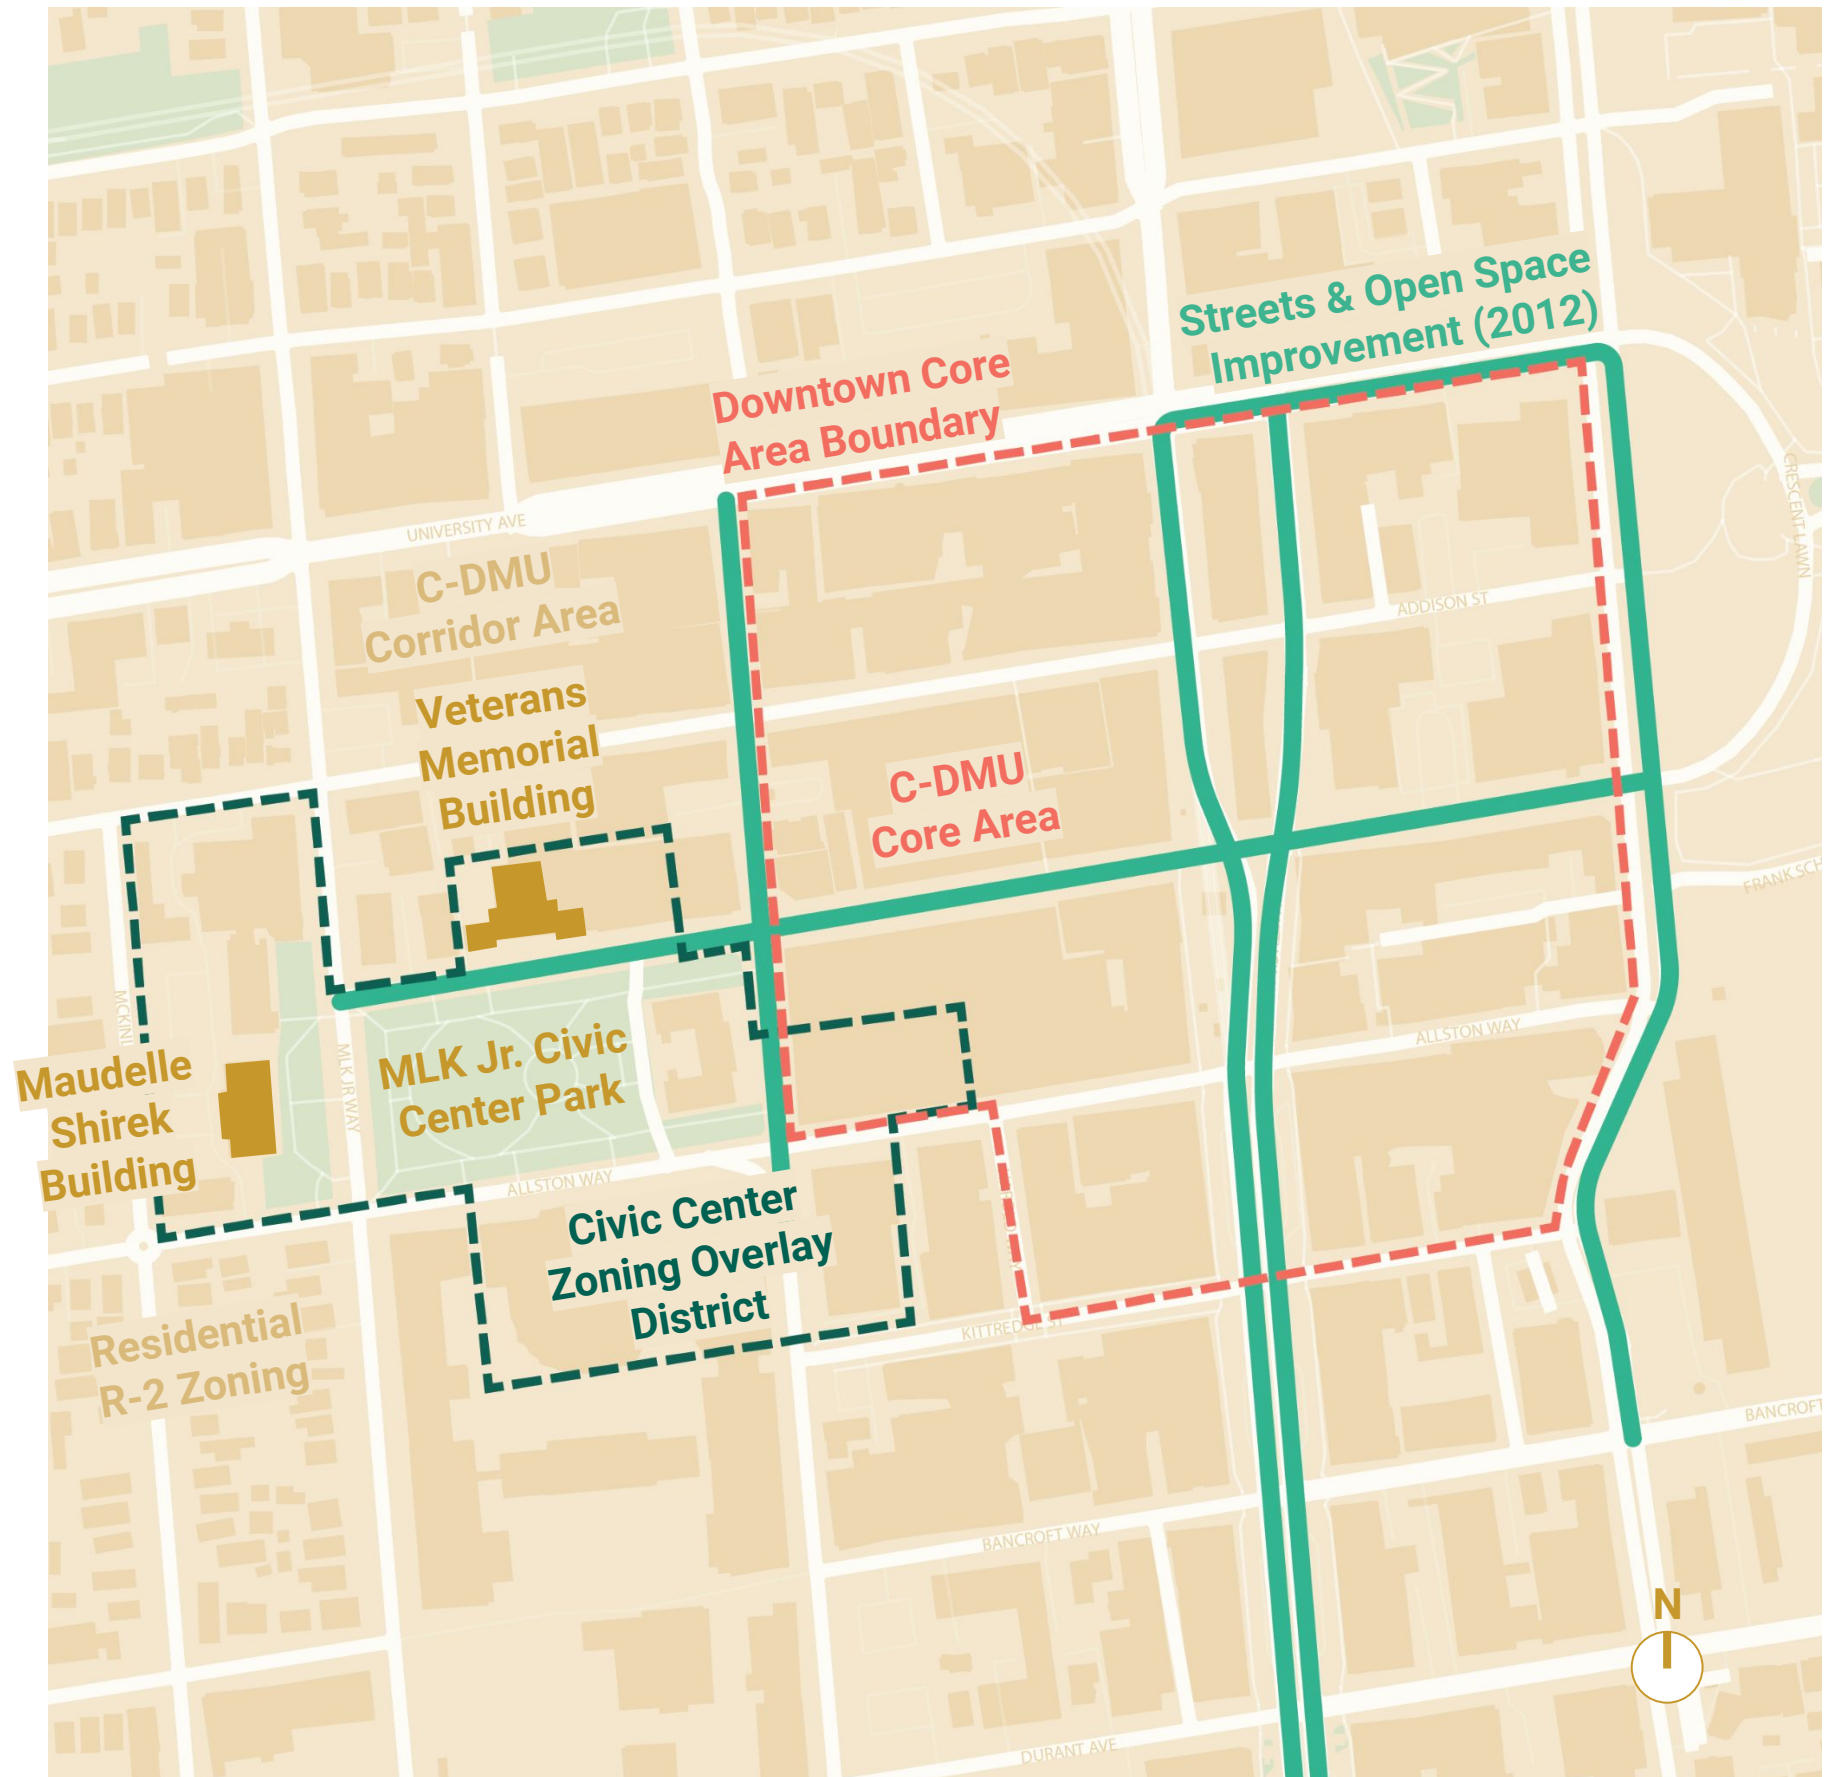 Streets & Open Space
Improvement (2012)
Downtown Core
Area Boundary
CRESCENT LAWN
UNIVERSITY AVE
C-DMU
Corridor Area
ADDISON ST
Veterans
Memorial
Building
C-DMU
Core Area
MLK JR WAY
MLK Jr. Civic
Center Park
ALLSTON WAY
Maudelle
Shirek
Building
ALLSTON WAY
Civic Center
Zoning Overlay
District
KITTREDGE ST
Residential
R-2 Zoning
BANCROFT
BANCROFT WAY
N
DURANT AVE